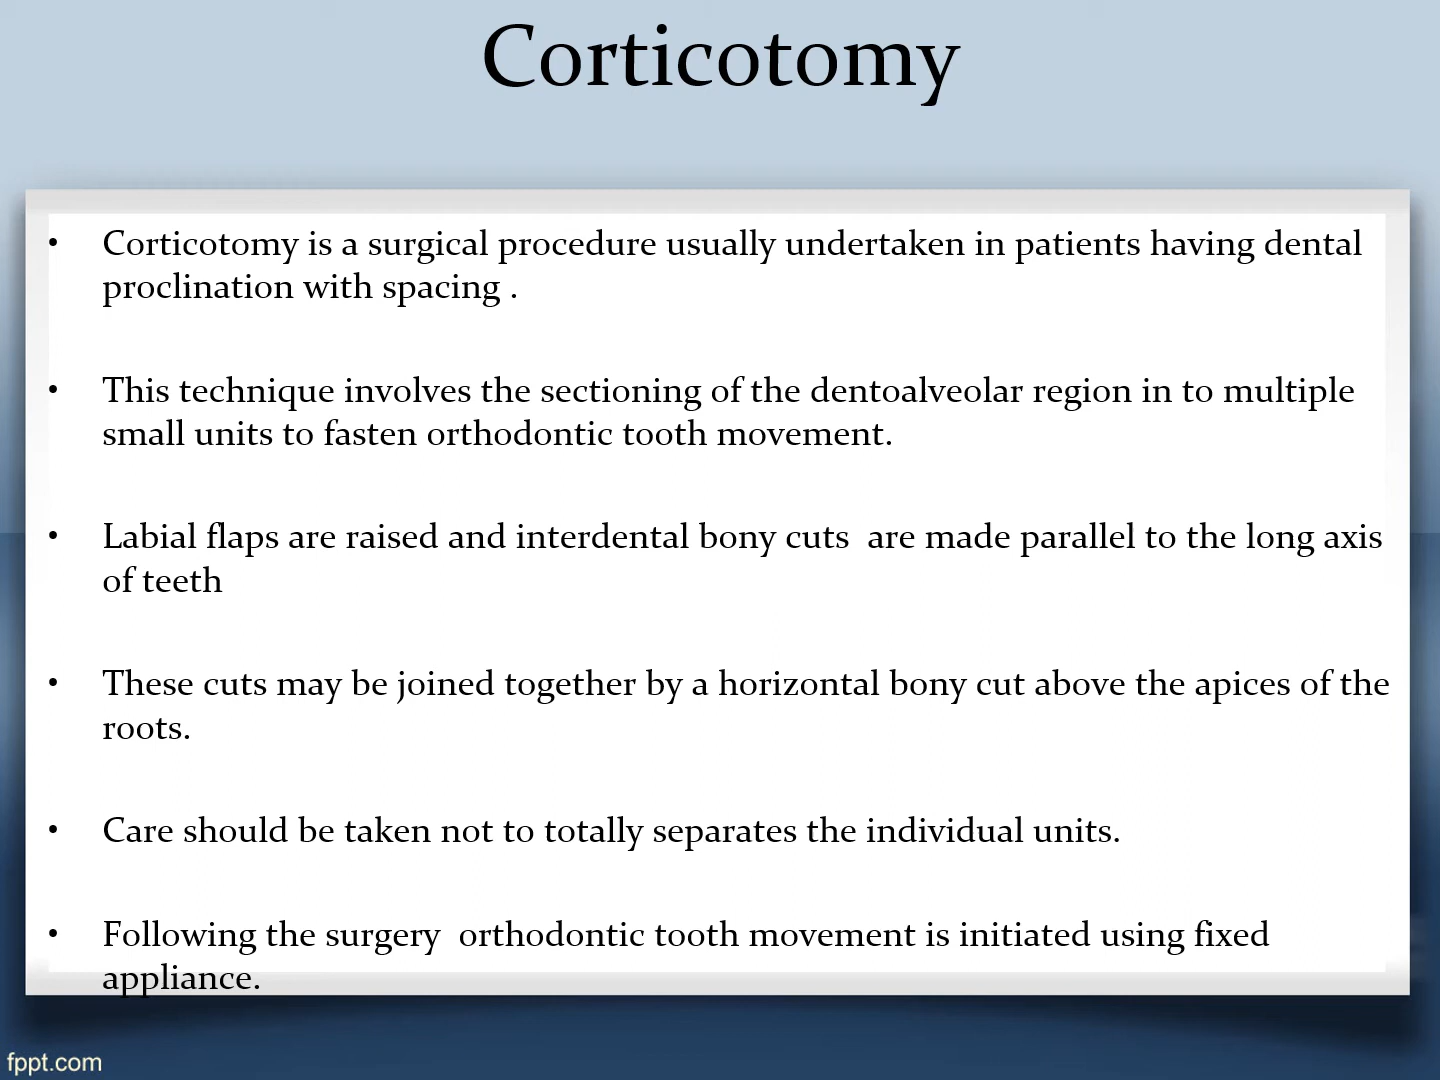 Corticotomy
• Corticotomy is a surgical procedure usually undertaken in patients having dental
proclination with spacing .
• This technique involves the sectioning of the dentoalveolar region in to multiple
small units to fasten orthodontic tooth movement.
• Labial flaps are raised and interdental bony cuts  are made parallel to the long axis
of teeth
• These cuts may be joined together by a horizontal bony cut above the apices of the
roots.
• Care should be taken not to totally separates the individual units.
• Following the surgery  orthodontic tooth movement is initiated using fixed
appliance.
fppt.com